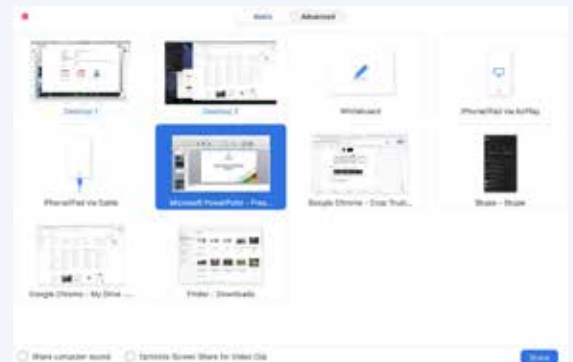 Basic Advanced
Desktop 1
Desktop 2
Whiteboard
iPhone/iPad via AirPlay
iPhone/iPad via Cable
Microsoft PowerPoint - Free...
Google Chrome - Crop Trust...
Skype - Skype
Google Chrome - My Drive -...
Finder - Downloads
Share computer sound
Optimize Screen Share for Video Clip
Share